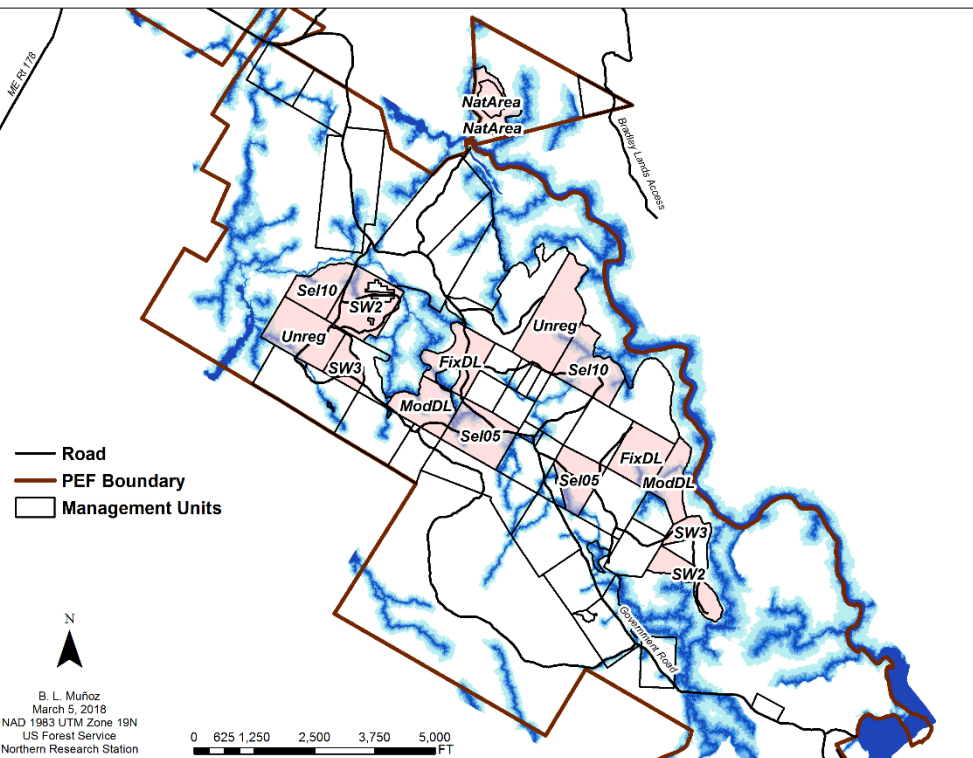 ME Rt 178
NatArea
NatArea
Bradley Lands Access
Sel10
SW2
Unreg
Unreg
SW3
FixDL
Sel10
ModDL
Sel05
FixDL
Sel05
ModDL
SW3
SW2
Government Road
Road
PEF Boundary
Management Units
N
B. L. Muñoz
March 5, 2018
NAD 1983 UTM Zone 19N
US Forest Service
Northern Research Station
0 625 1,250 2,500 3,750 5,000
FT